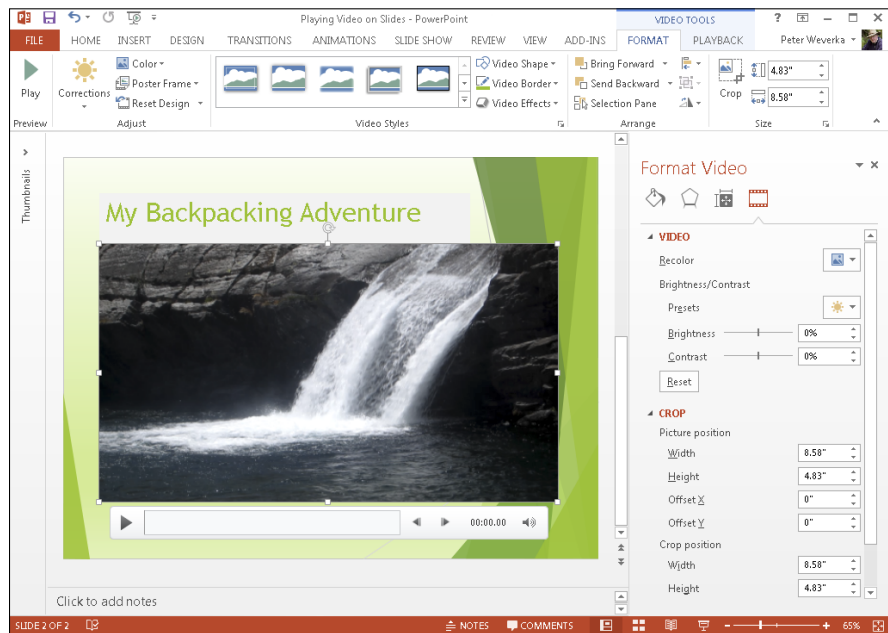 Playing Video on Slides - PowerPoint
VIDEO TOOLS
?
FILE HOME INSERT DESIGN TRANSITIONS ANIMATIONS SLIDE SHOW REVIEW VIEW ADD-INS FORMAT PLAYBACK Peter Weverka
Play
Corrections
Color
Poster Frame
Reset Design
Video Shape
Video Border
Video Effects
Bring Forward
Send Backward
Selection Pane
Crop
4.83"
8.58"
Preview Adjust Video Styles Arrange Size
Thumbnails
My Backpacking Adventure
00:00.00
Click to add notes
Format Video
VIDEO
Recolor
Brightness/Contrast
Presets
Brightness 0%
Contrast 0%
Reset
CROP
Picture position
Width 8.58"
Height 4.83"
Offset X 0"
Offset Y 0"
Crop position
Width 8.58"
Height 4.83"
SLIDE 2 OF 2 NOTES COMMENTS 65%